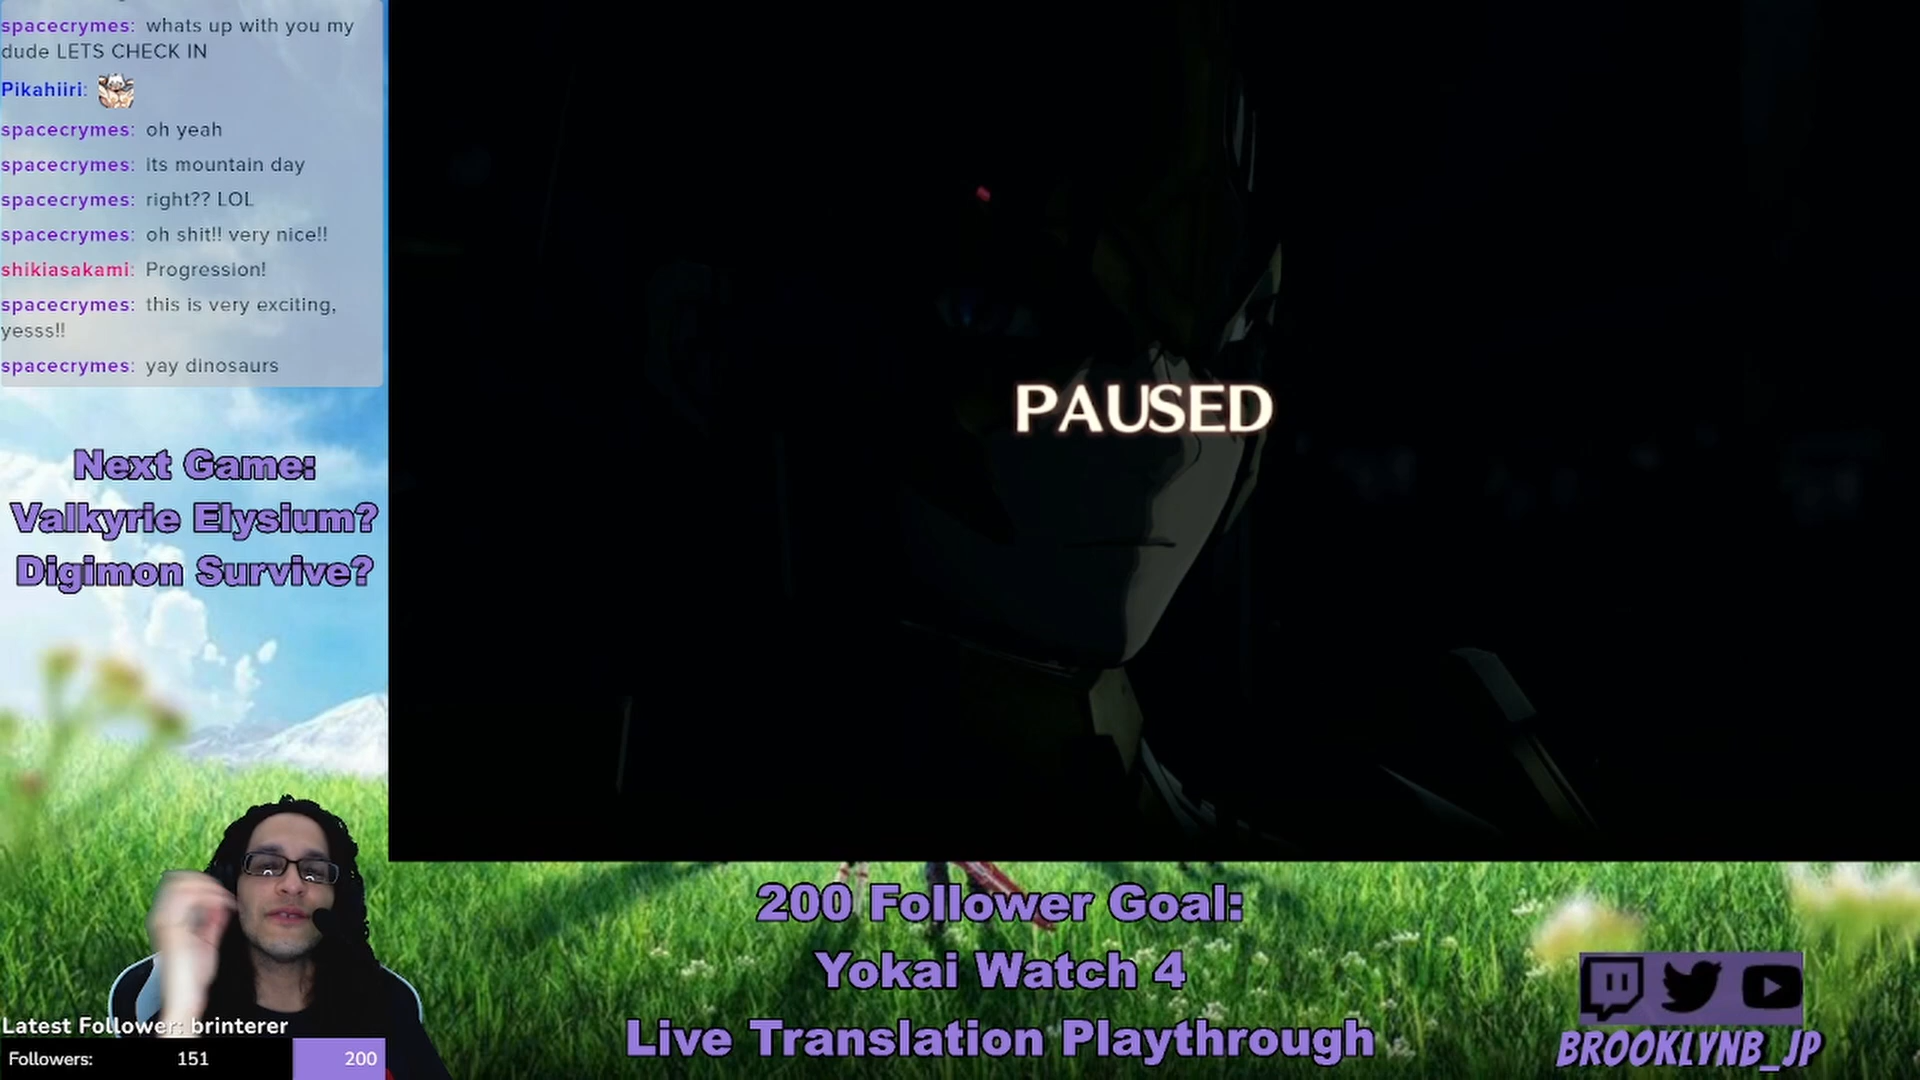 spacecrymes: whats up with you my
dude LETS CHECK IN
Pikahiiri:
spacecrymes: oh yeah
spacecrymes: its mountain day
spacecrymes: right?? LOL
spacecrymes: oh shit!! very nice!!
shikiasakami: Progression!
spacecrymes: this is very exciting,
yesss!!
spacecrymes: yay dinosaurs
PAUSED
Next Game:
Valkyrie Elysium?
Digimon Survive?
200 Follower Goal:
Yokai Watch 4
Live Translation Playthrough
Latest Follower: brinterer
Followers: 151 200
BROOKLYNB_JP